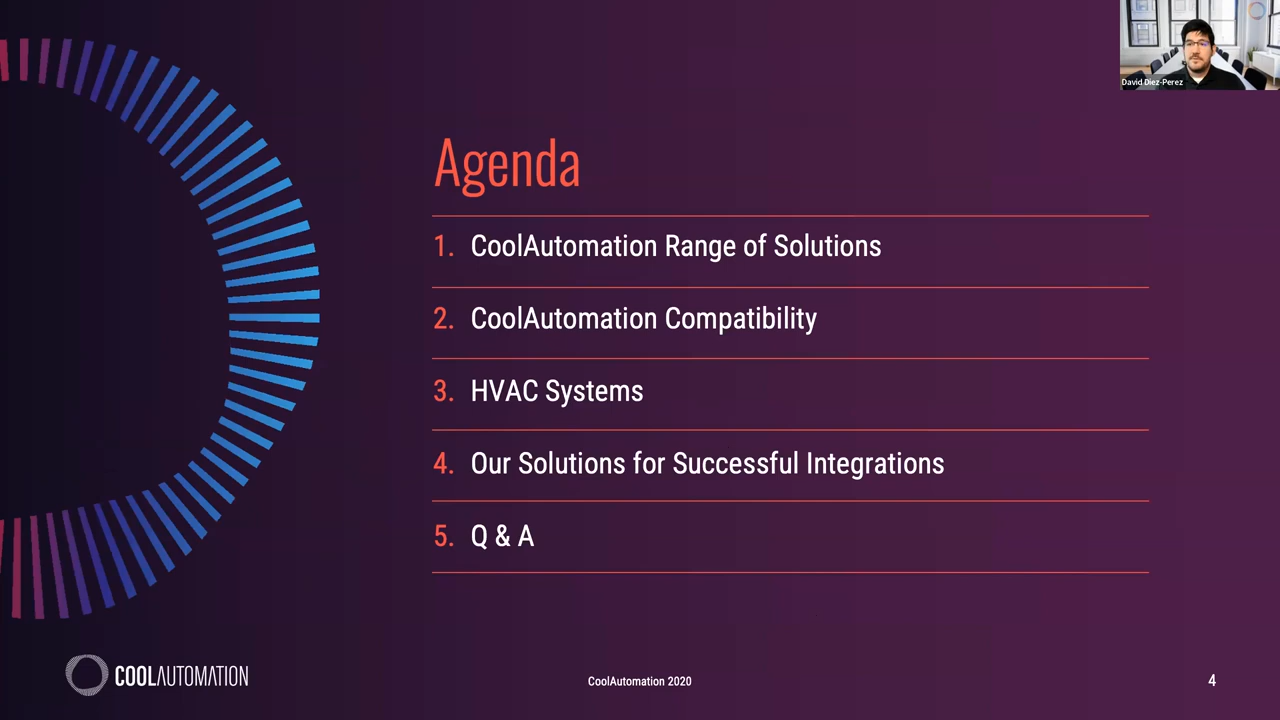 David Diez-Perez
Agenda
1. CoolAutomation Range of Solutions
2. CoolAutomation Compatibility
3. HVAC Systems
4. Our Solutions for Successful Integrations
5. Q & A
COOLAUTOMATION
CoolAutomation 2020
4